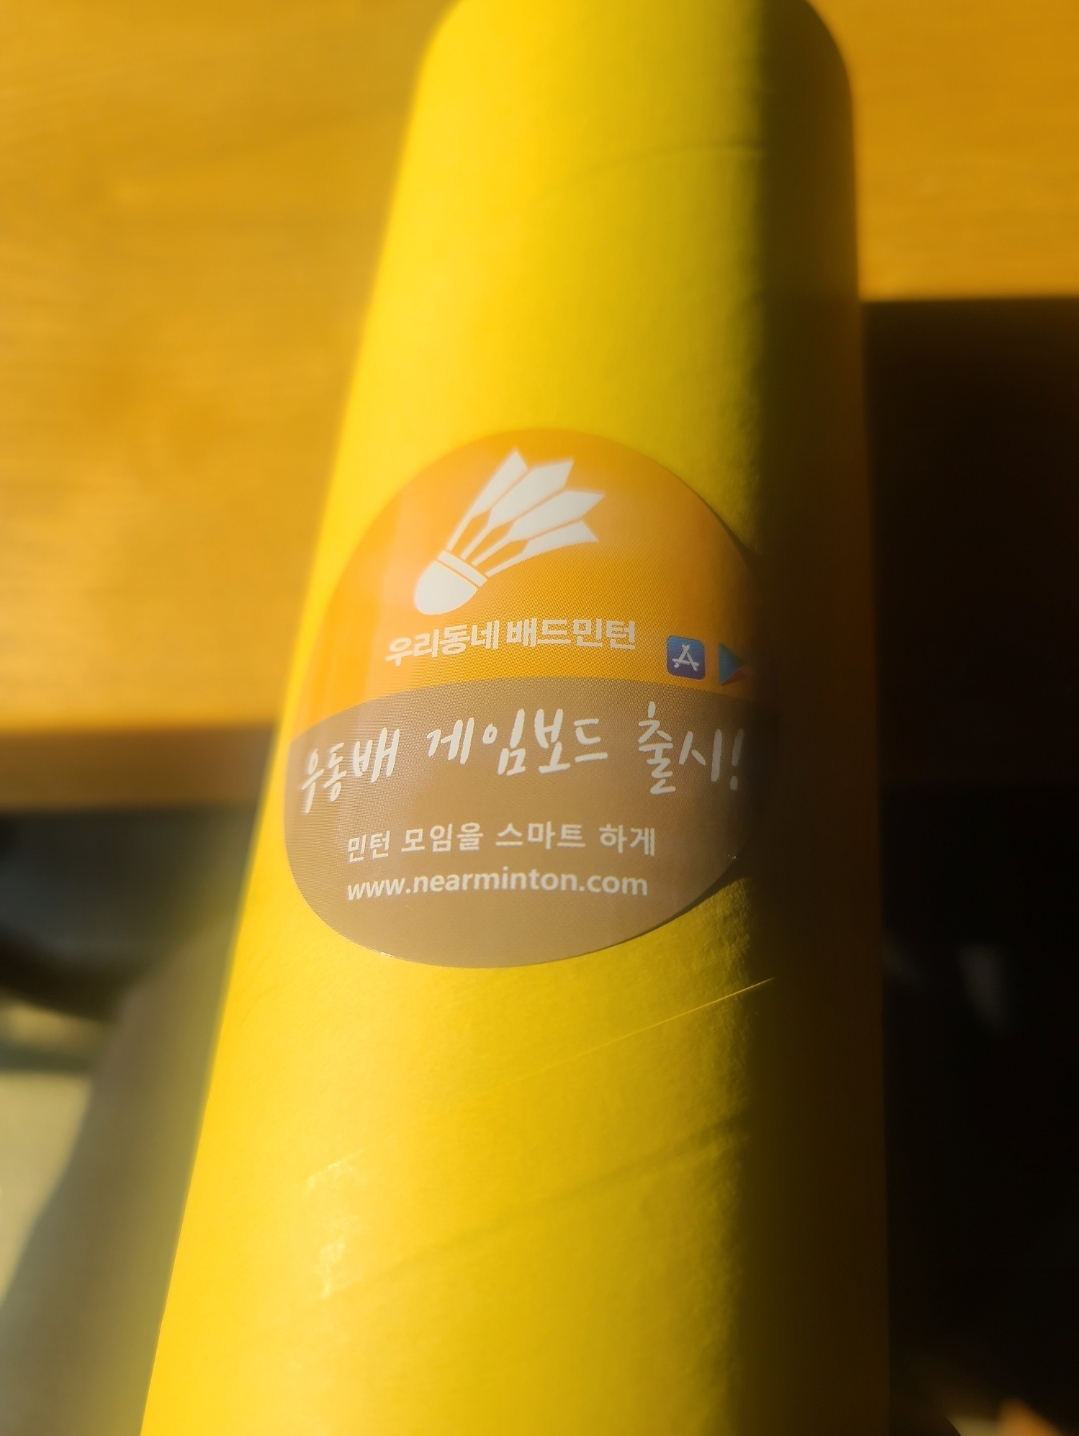 우리동네 배드민턴
우동배 게임보드 출시!
민턴 모임을 스마트 하게
www.nearminton.com